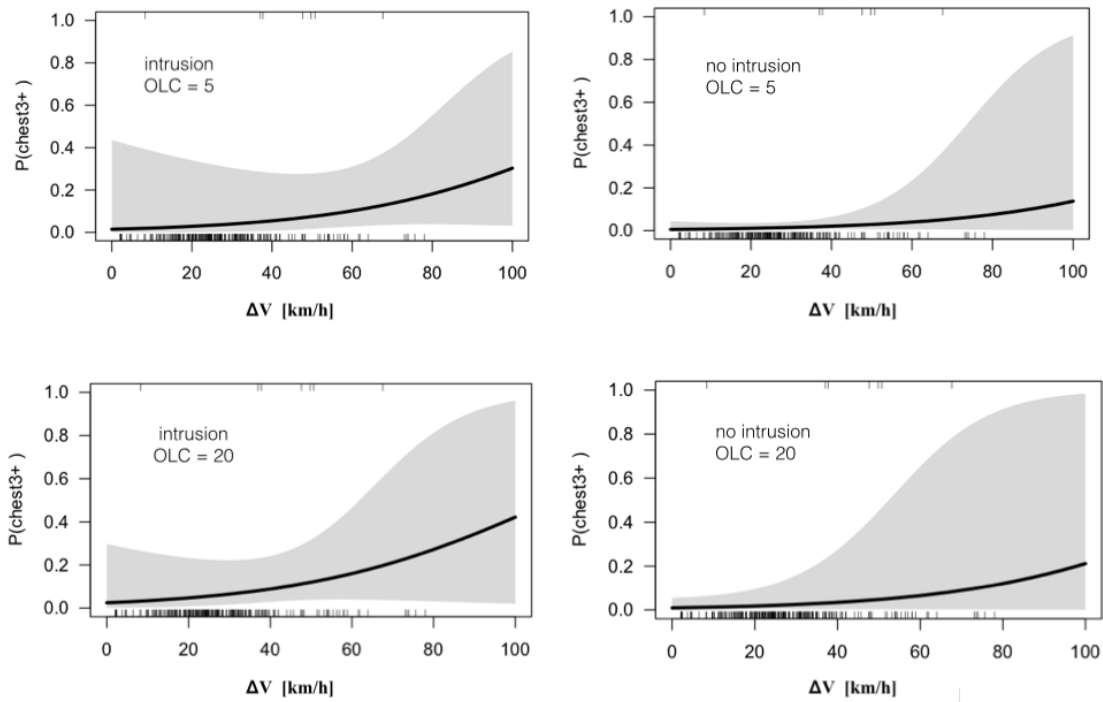 1.0
0.8
0.6
0.4
0.2
0.0
P(chest3+ )
intrusion
OLC = 5
0 20 40 60 80 100
ΔV [km/h]
1.0
0.8
0.6
0.4
0.2
0.0
P(chest3+ )
no intrusion
OLC = 5
0 20 40 60 80 100
ΔV [km/h]
1.0
0.8
0.6
0.4
0.2
0.0
P(chest3+ )
intrusion
OLC = 20
0 20 40 60 80 100
ΔV [km/h]
1.0
0.8
0.6
0.4
0.2
0.0
P(chest3+ )
no intrusion
OLC = 20
0 20 40 60 80 100
ΔV [km/h]